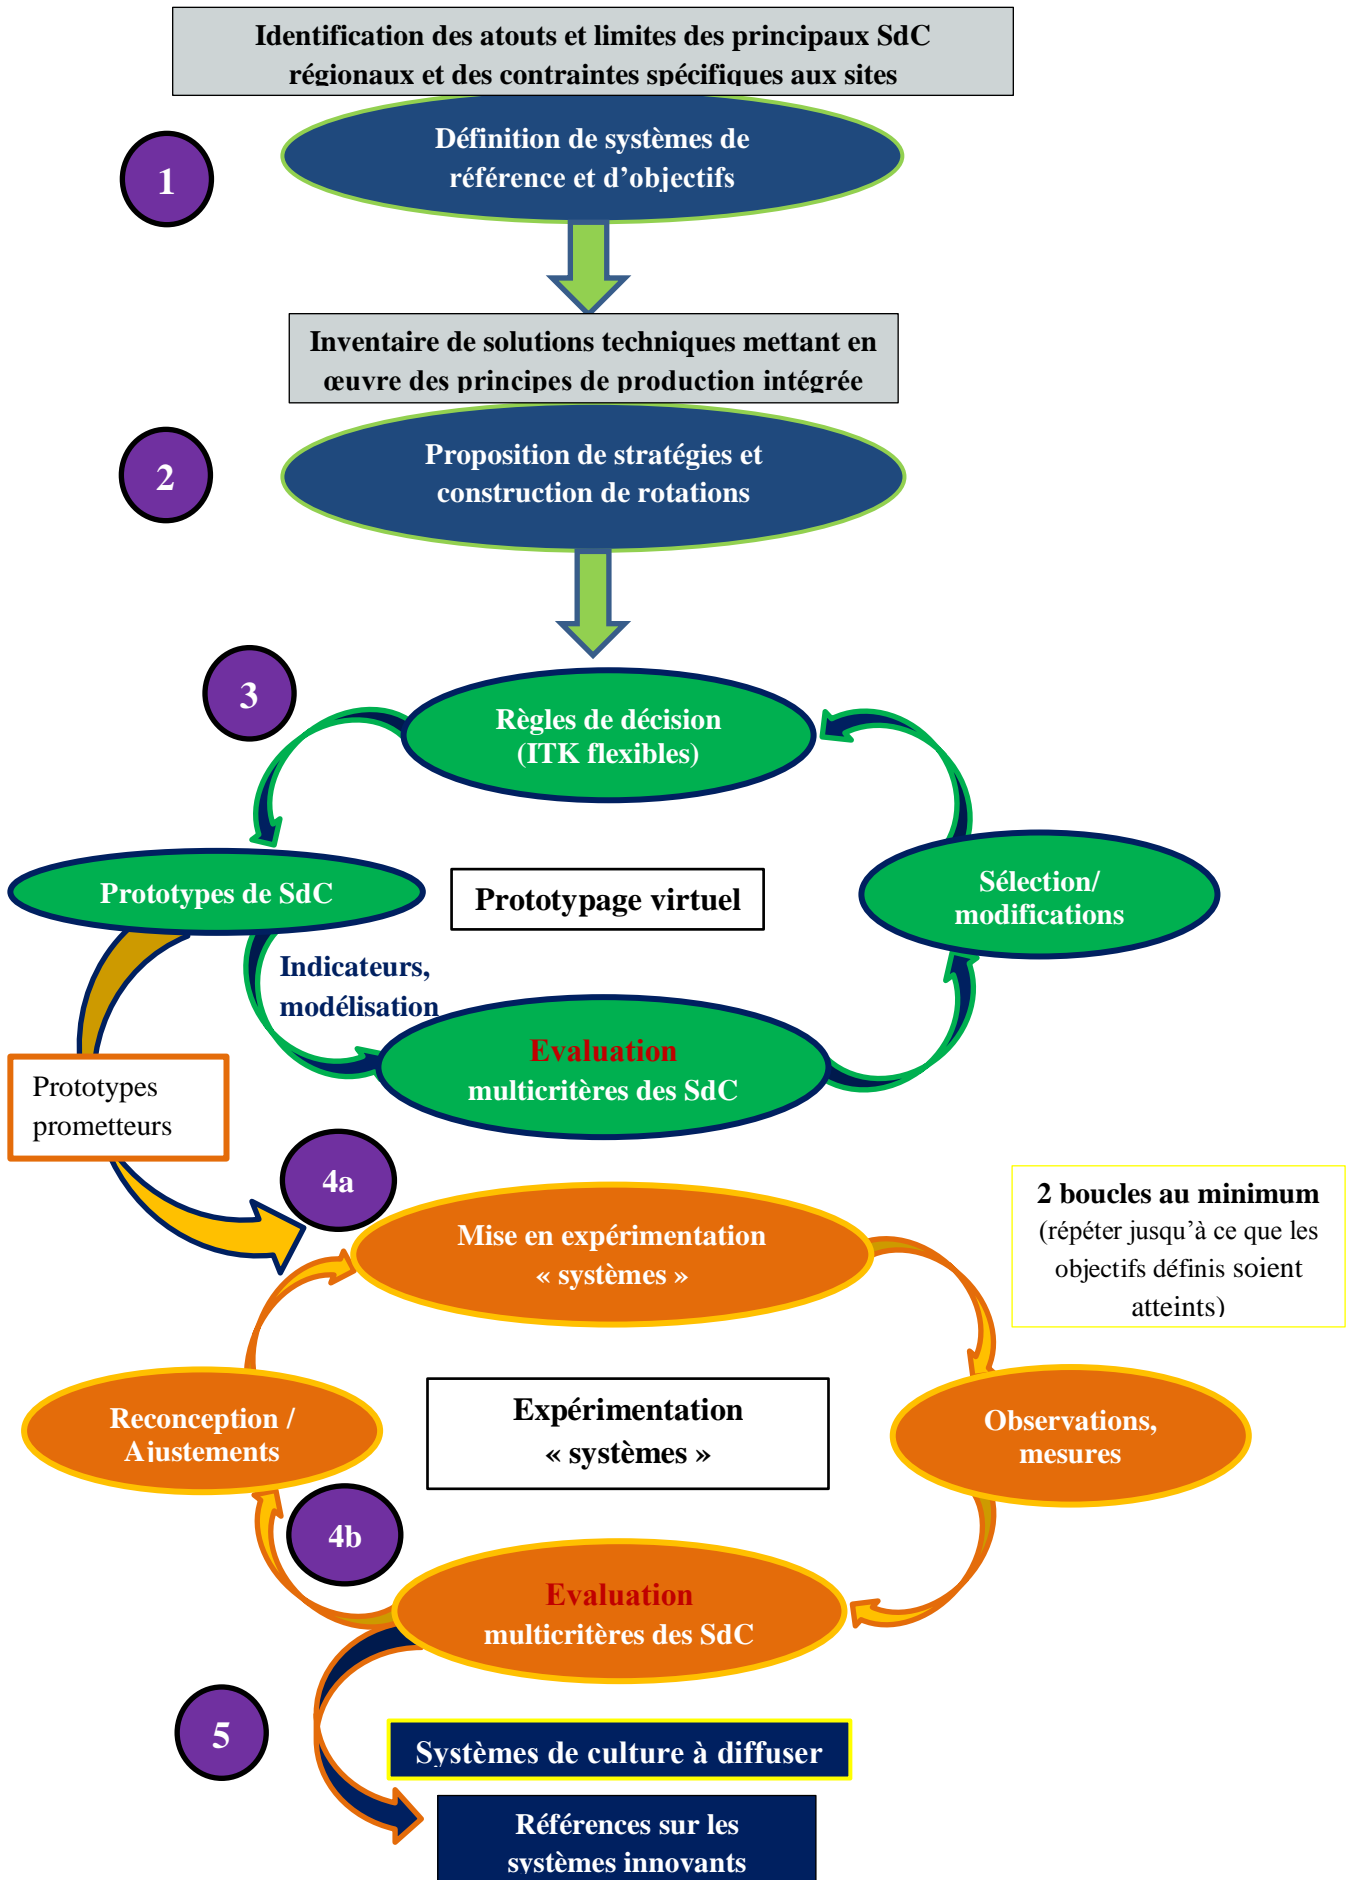 Identification des atouts et limites des principaux SdC
régionaux et des contraintes spécifiques aux sites
Définition de systèmes de
référence et d’objectifs
1
Inventaire de solutions techniques mettant en
œuvre des principes de production intégrée
Proposition de stratégies et
construction de rotations
2
3
Règles de décision
(ITK flexibles)
Prototypes de SdC
Prototypage virtuel
Sélection/
modifications
Indicateurs,
modélisation
Evaluation
multicritères des SdC
Prototypes
prometteurs
4a
Mise en expérimentation
« systèmes »
2 boucles au minimum
(répéter jusqu’à ce que les
objectifs définis soient
atteints)
Reconception /
Ajustements
Expérimentation
« systèmes »
Observations,
mesures
4b
Evaluation
multicritères des SdC
5
Systèmes de culture à diffuser
Références sur les
systèmes innovants